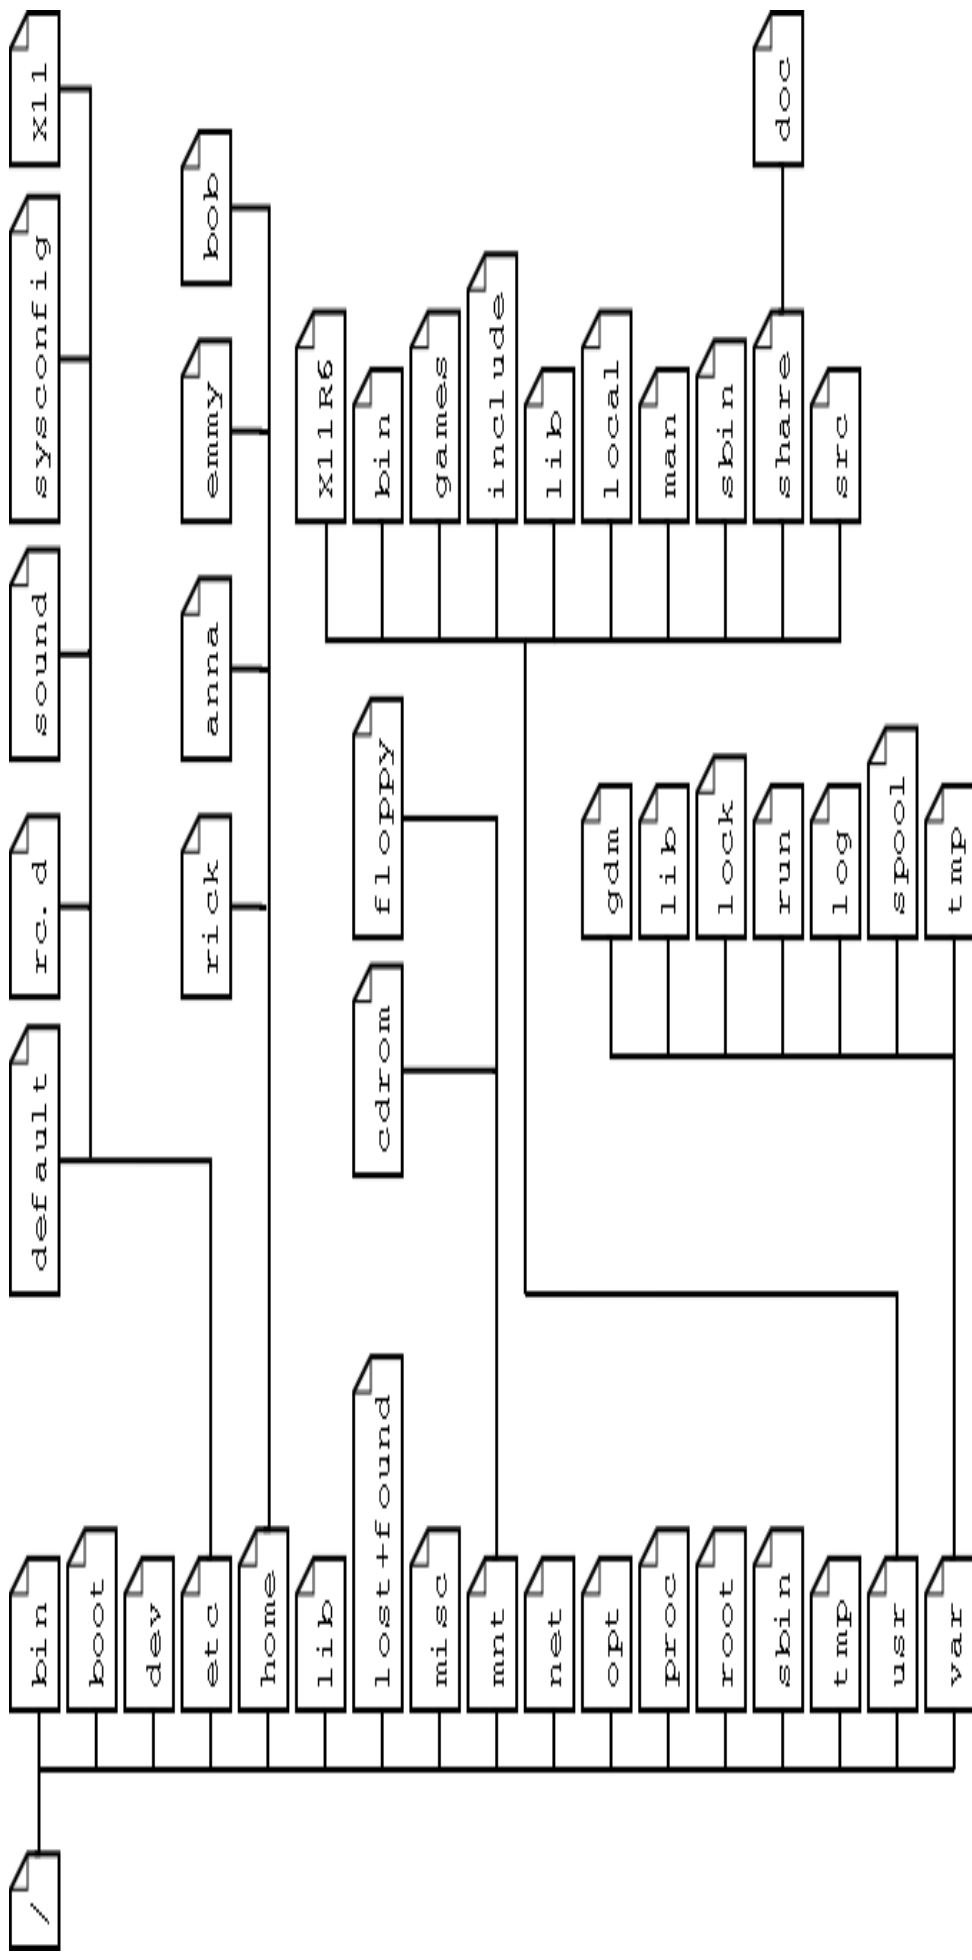 /
bin
boot
dev
etc
home
lib
lost+found
misc
mnt
net
opt
proc
root
sbin
tmp
usr
var
default
rc.d
sound
sysconfig
X11
rick
anna
emmy
bob
cdrom
floppy
X11R6
bin
games
include
lib
local
man
sbin
share
src
doc
gdm
lib
lock
run
log
spool
tmp